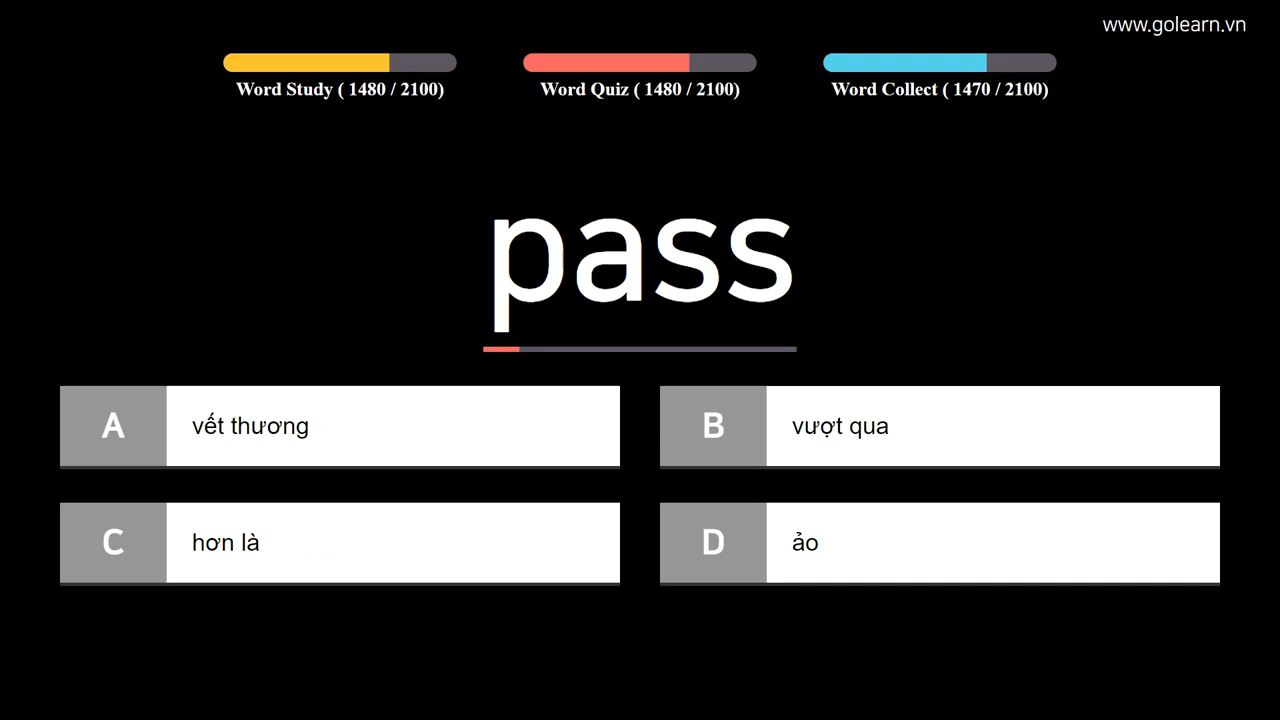 www.golearn.vn
Word Study ( 1480 / 2100)
Word Quiz ( 1480 / 2100)
Word Collect ( 1470 / 2100)
pass
A vết thương
B vượt qua
C hơn là
D ảo